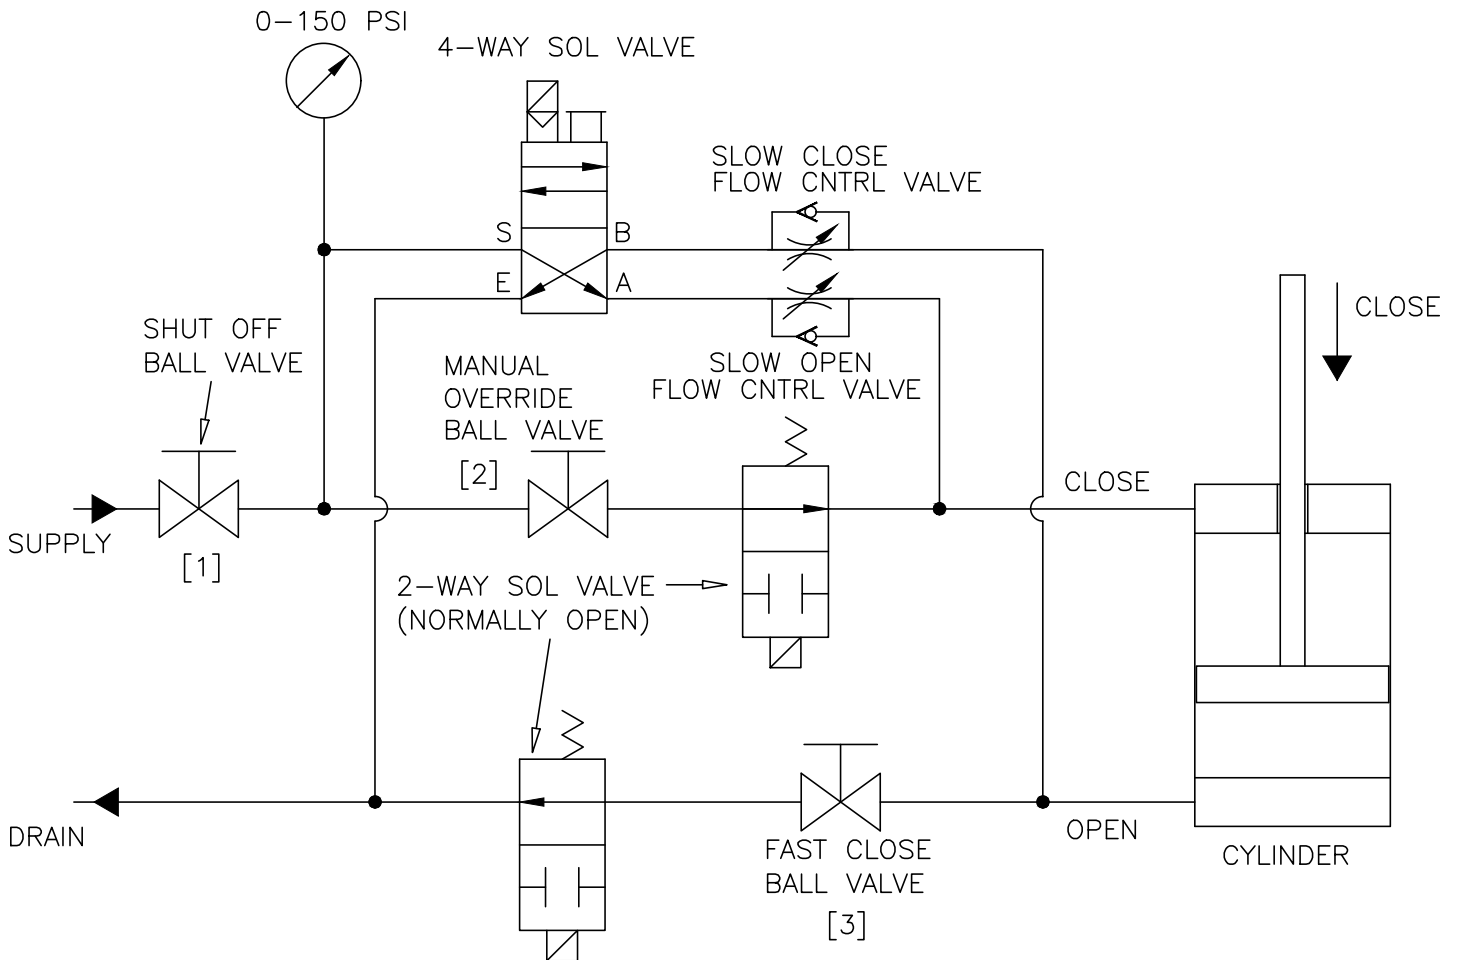 0-150 PSI
4-WAY SOL VALVE
SLOW CLOSE
FLOW CNTRL VALVE
S
B
E
A
CLOSE
SHUT OFF
BALL VALVE
MANUAL
OVERRIDE
BALL VALVE
[2]
SLOW OPEN
FLOW CNTRL VALVE
CLOSE
SUPPLY
[1]
2-WAY SOL VALVE
(NORMALLY OPEN)
DRAIN
OPEN
FAST CLOSE
BALL VALVE
[3]
CYLINDER